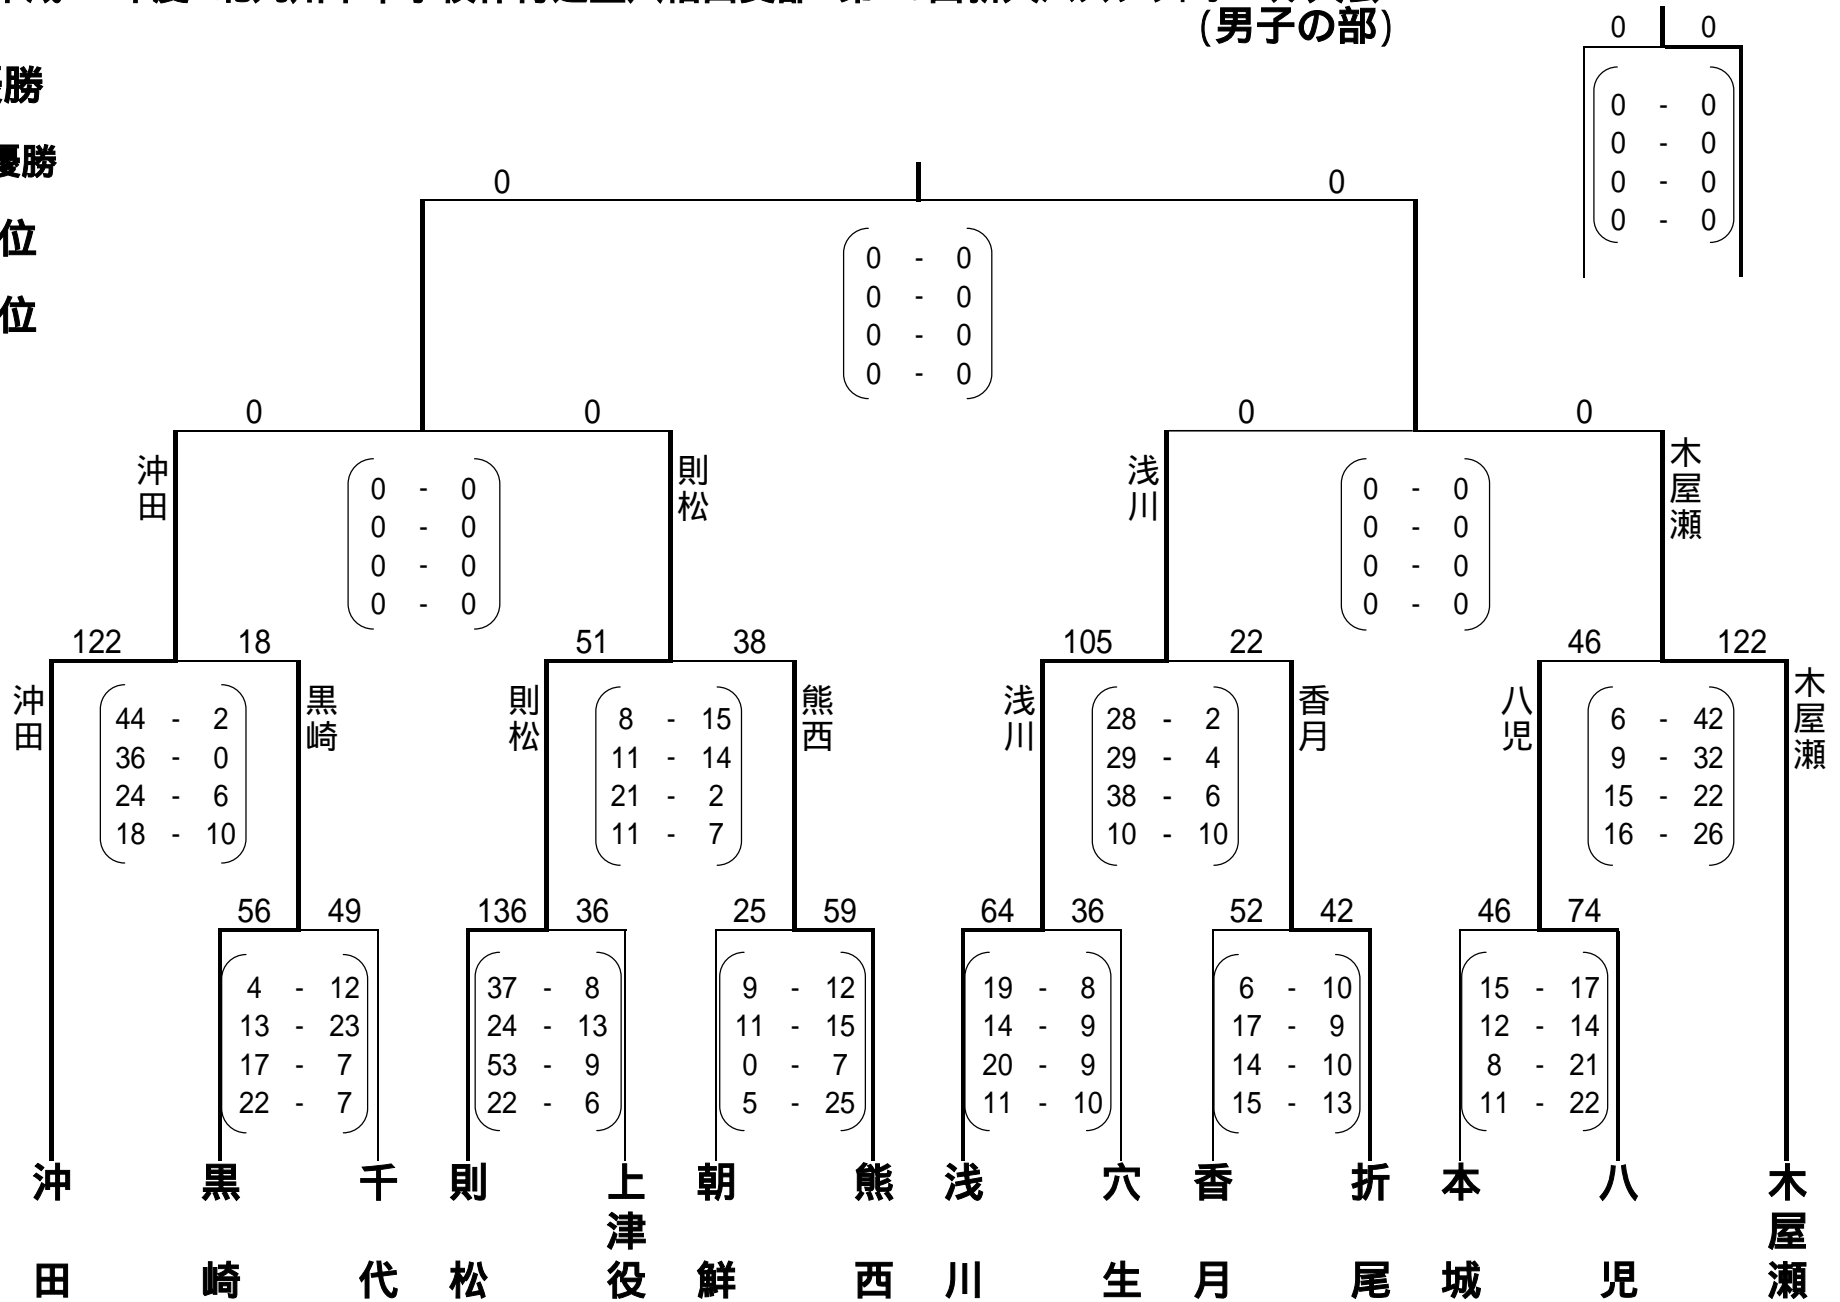 (男子の部)
0 0
0 - 0
0 - 0
0 - 0
0 - 0
優勝
優勝
位
位
0 0
0 - 0
0 - 0
0 - 0
0 - 0
0 0
沖田
則松
0 - 0
0 - 0
0 - 0
0 - 0
0 0
浅川
木屋瀬
0 - 0
0 - 0
0 - 0
0 - 0
122 18
沖田
黒崎
44 - 2
36 - 0
24 - 6
18 - 10
51 38
則松
熊西
8 - 15
11 - 14
21 - 2
11 - 7
105 22
浅川
香月
28 - 2
29 - 4
38 - 6
10 - 10
46 122
八児
木屋瀬
6 - 42
9 - 32
15 - 22
16 - 26
56 49
4 - 12
13 - 23
17 - 7
22 - 7
136 36
37 - 8
24 - 13
53 - 9
22 - 6
25 59
9 - 12
11 - 15
0 - 7
5 - 25
64 36
19 - 8
14 - 9
20 - 9
11 - 10
52 42
6 - 10
17 - 9
14 - 10
15 - 13
46 74
15 - 17
12 - 14
8 - 21
11 - 22
沖田
黒崎
千代
則松
上津役
朝鮮
熊西
浅川
穴生
香月
折尾
本城
八児
木屋瀬